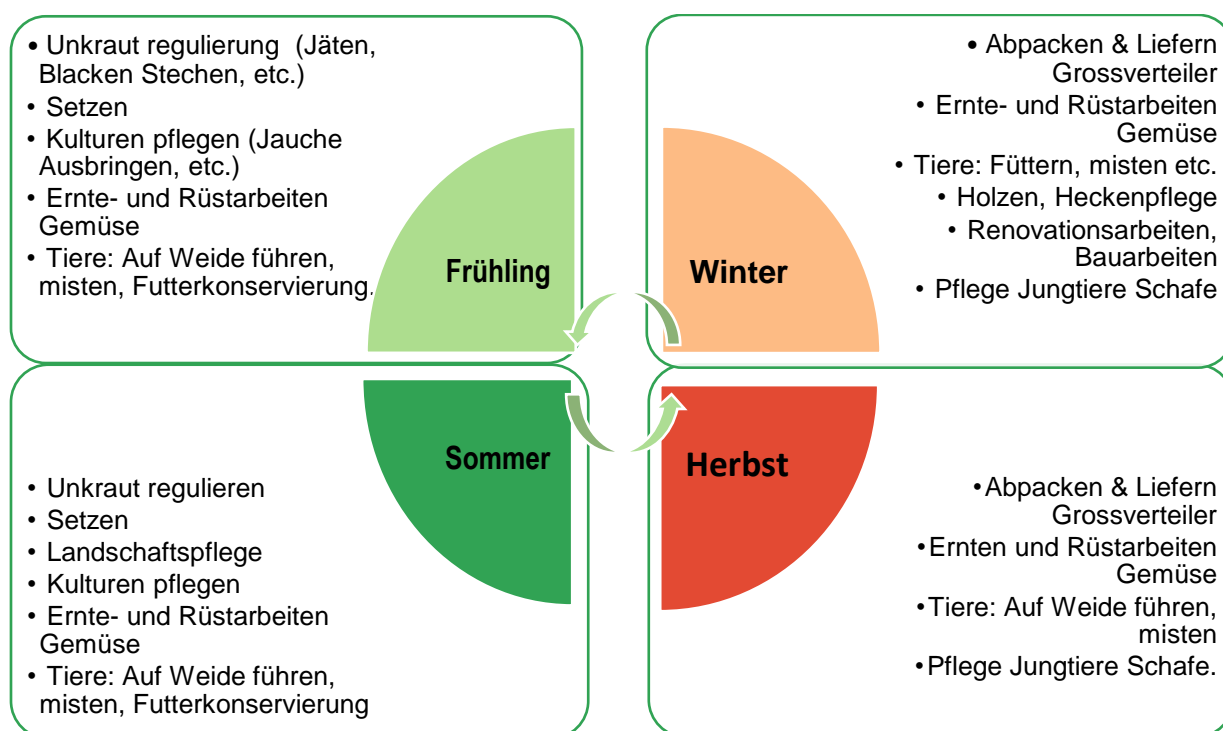 • Unkraut regulierung (Jäten,
Blacken Stechen, etc.)
• Setzen
• Kulturen pflegen (Jauche
Ausbringen, etc.)
• Ernte- und Rüstarbeiten
Gemüse
• Tiere: Auf Weide führen,
misten, Futterkonservierung.
Frühling
• Abpacken & Liefern
Grossverteiler
• Ernte- und Rüstarbeiten
Gemüse
• Tiere: Füttern, misten etc.
• Holzen, Heckenpflege
• Renovationsarbeiten,
Bauarbeiten
• Pflege Jungtiere Schafe
Winter
• Unkraut regulieren
• Setzen
• Landschaftspflege
• Kulturen pflegen
• Ernte- und Rüstarbeiten
Gemüse
• Tiere: Auf Weide führen,
misten, Futterkonservierung
Sommer
•Abpacken & Liefern
Grossverteiler
•Ernten und Rüstarbeiten
Gemüse
•Tiere: Auf Weide führen,
misten
•Pflege Jungtiere Schafe.
Herbst